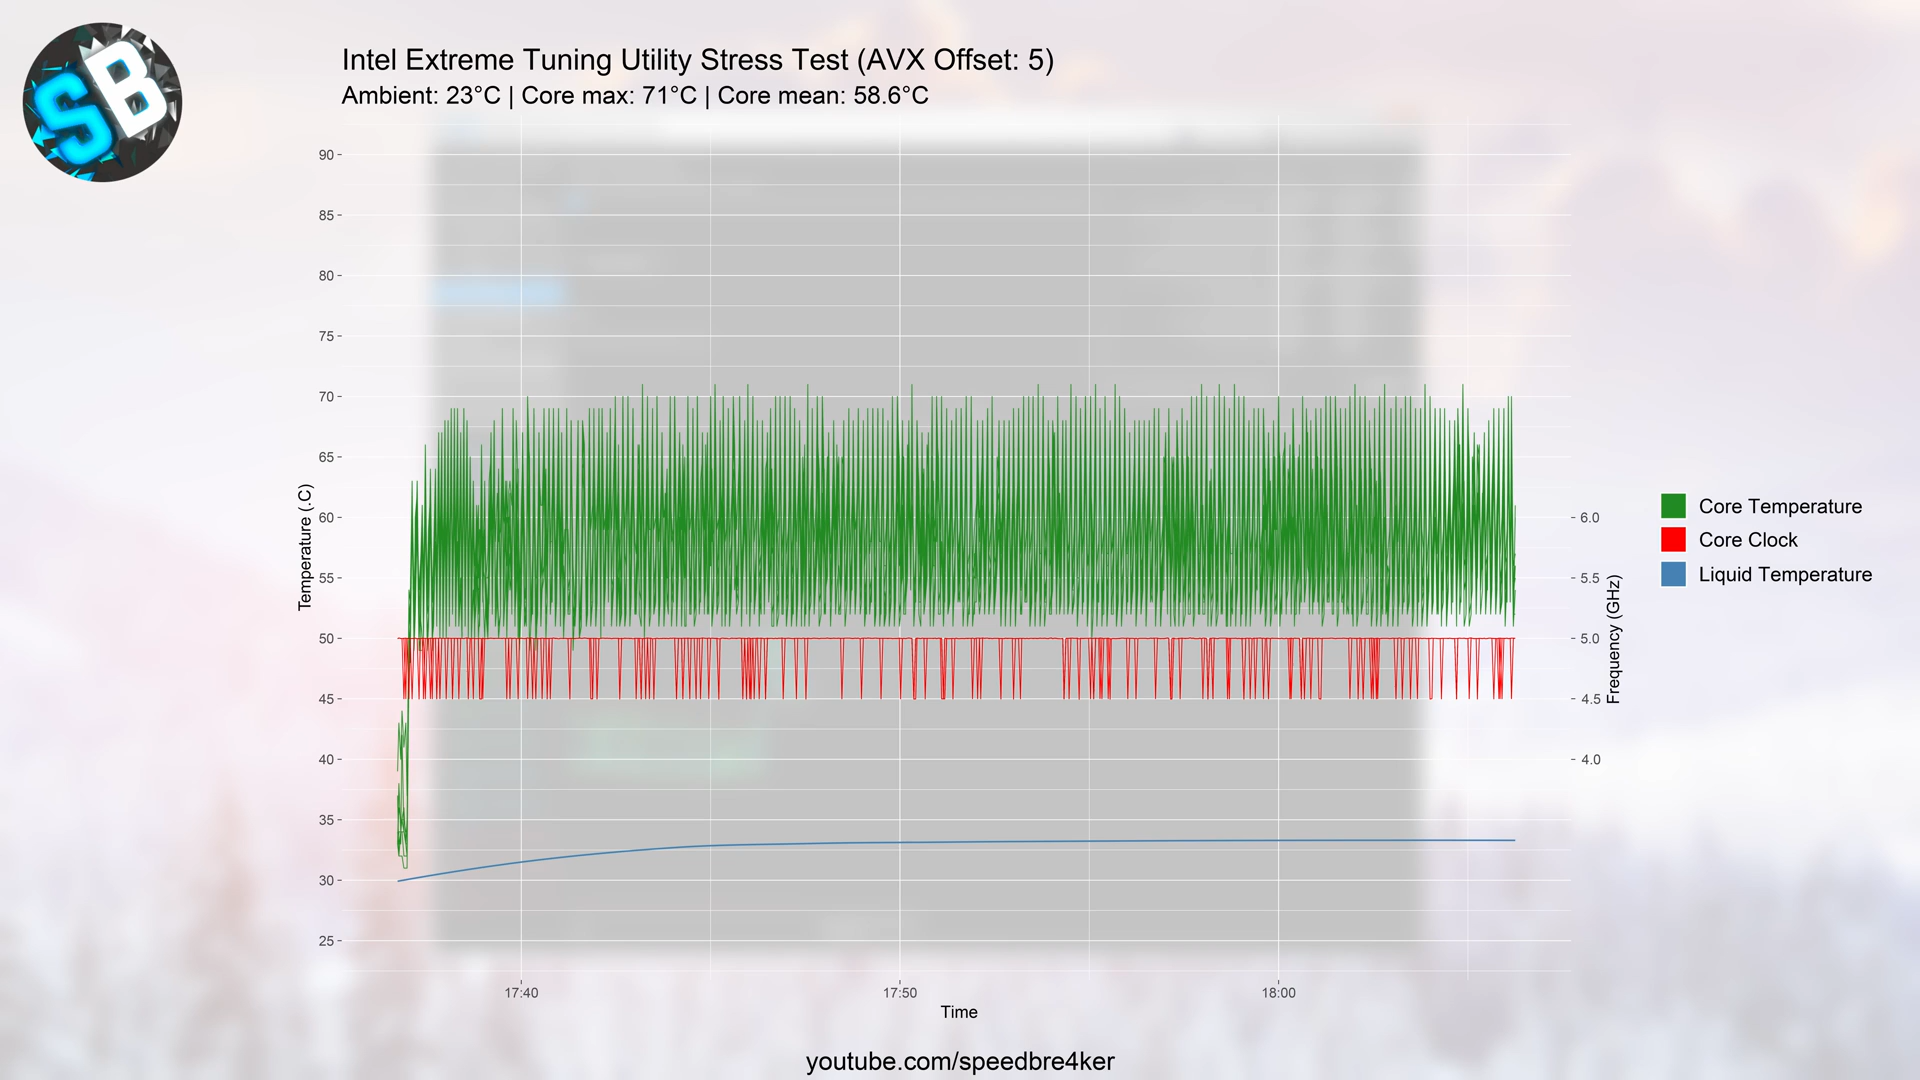 SB
Intel Extreme Tuning Utility Stress Test (AVX Offset: 5)
Ambient: 23°C | Core max: 71°C | Core mean: 58.6°C
90
85
80
75
70
65
60
55
50
45
40
35
30
25
Temperature (.C)
6.0
5.5
5.0
4.5
4.0
Frequency (GHz)
Core Temperature
Core Clock
Liquid Temperature
17:40
17:50
18:00
Time
youtube.com/speedbre4ker